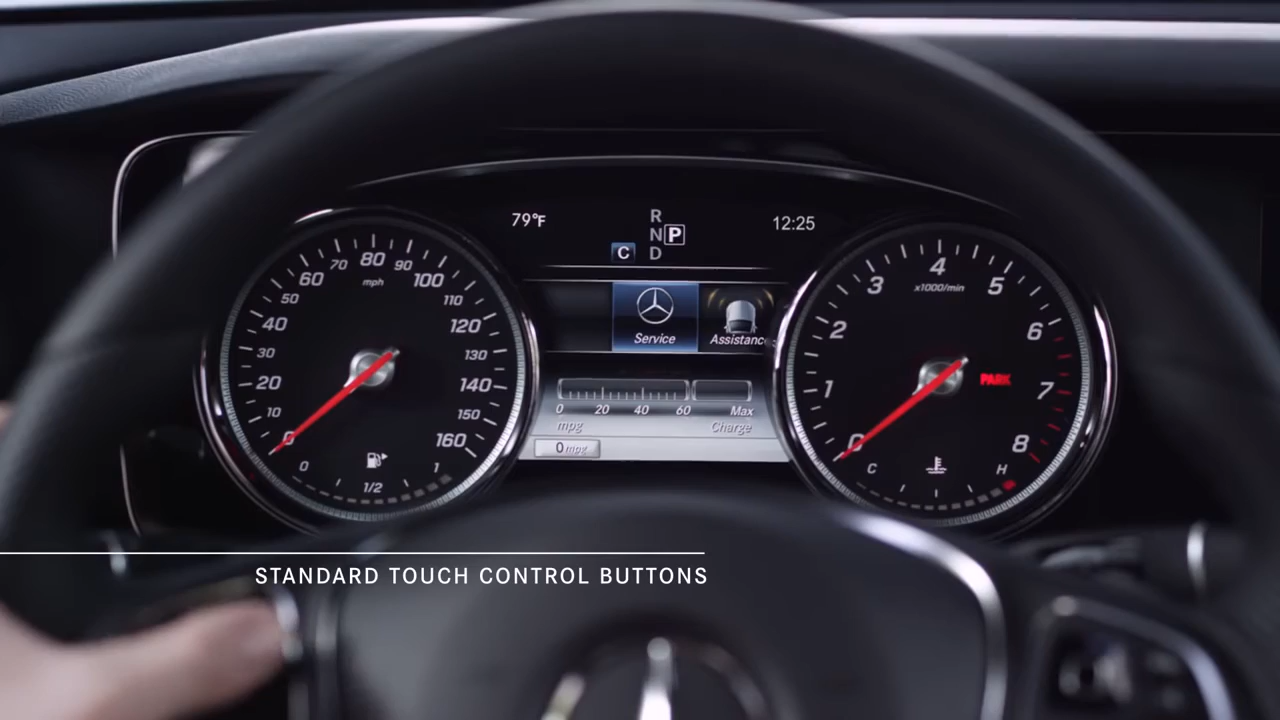 79°F
R
N P
C D
12:25
0 10 20 30 40 50 60 70 80 90 100 110 120 130 140 150 160
mph
0 1/2 1
Service
Assistanc
0 20 40 60 Max
mpg Charge
0 mpg
0 1 2 3 4 5 6 7 8
x1000/min
PARK
C H
STANDARD TOUCH CONTROL BUTTONS